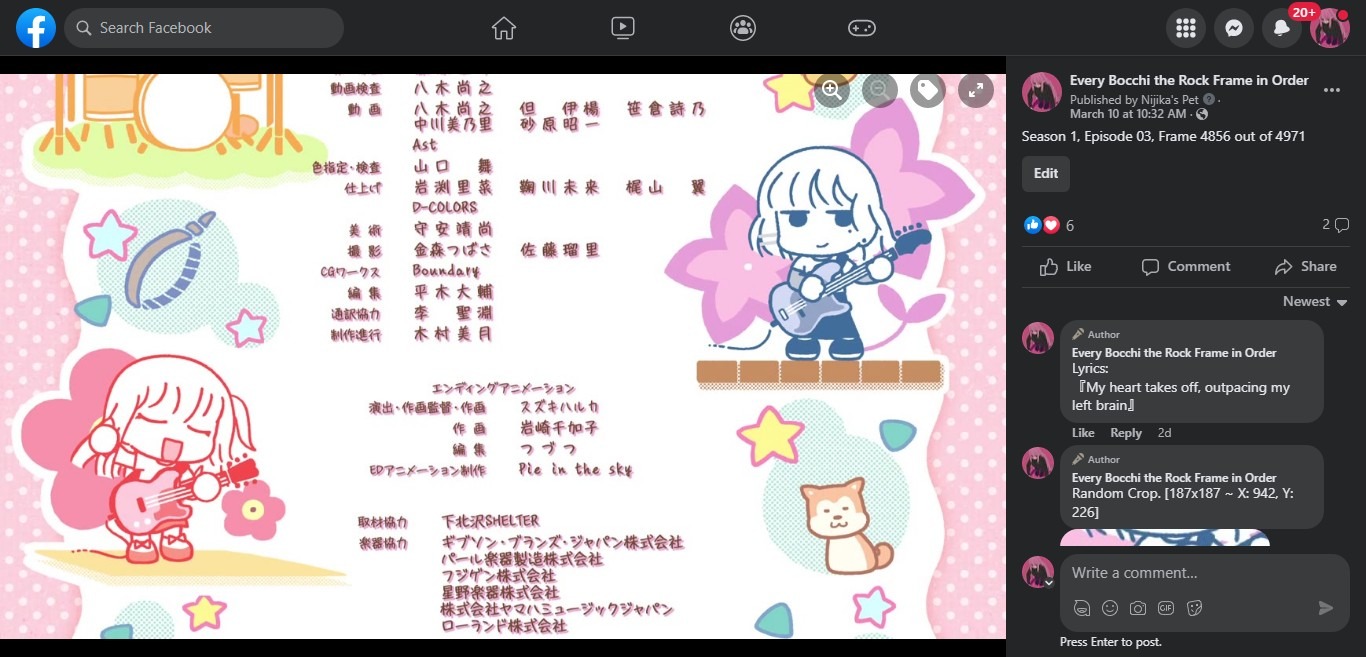 Search Facebook
20+
動画検査 八木尚之
動画 八木尚之 但 伊楊 笹倉詩乃
中川美乃里 砂原昭一
Ast
色指定・検査 山口 舞
仕上げ 岩渕里菜 鞠川未来 梶山 翼
D-COLORS
美術 守安靖尚
撮影 金森つばさ 佐藤瑠里
CGワークス Boundary
編集 平木大輔
通訳協力 李 聖淵
制作進行 木村美月
エンディングアニメーション
演出・作画監督・作画 スズキハルカ
作画 岩崎千加子
編集 つづつ
EDアニメーション制作 Pie in the sky
取材協力 下北沢SHELTER
楽器協力 ギブソン・ブランズ・ジャパン株式会社
パール楽器製造株式会社
フジゲン株式会社
星野楽器株式会社
株式会社ヤマハミュージックジャパン
ローランド株式会社
Every Bocchi the Rock Frame in Order
Published by Nijika's Pet ·
March 10 at 10:32 AM ·
Season 1, Episode 03, Frame 4856 out of 4971
Edit
6
2
Like Comment Share
Newest
Author
Every Bocchi the Rock Frame in Order
Lyrics:
『My heart takes off, outpacing my
left brain』
Like Reply 2d
Author
Every Bocchi the Rock Frame in Order
Random Crop. [187x187 ~ X: 942, Y:
226]
Write a comment…
GIF
Press Enter to post.